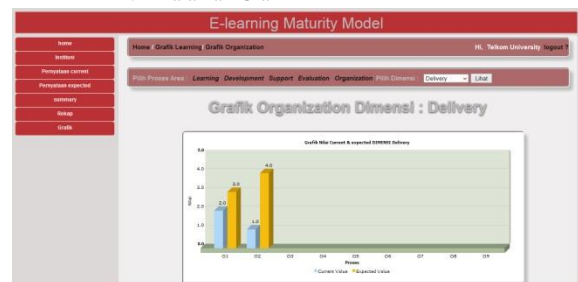 E-learning Maturity Model
home
Institusi
Pernyataan current
Pernyataan expected
summary
Rekap
Grafik
Home / Grafik Learning / Grafik Organization
Hi, Telkom University logout ?
Pilih Proses Area : Learning Development Support Evaluation Organization Pilih Dimensi : Delivery Lihat
Grafik Organization Dimensi : Delivery
Grafik Nilai Current & expected DIMENSI Delivery
5.0
4.0
3.0
2.0
1.0
0.0
Nilai
2.0
3.0
1.0
4.0
O1 O2 O3 O4 O5 O6 O7 O8 O9
Proses
Current Value Expected Value